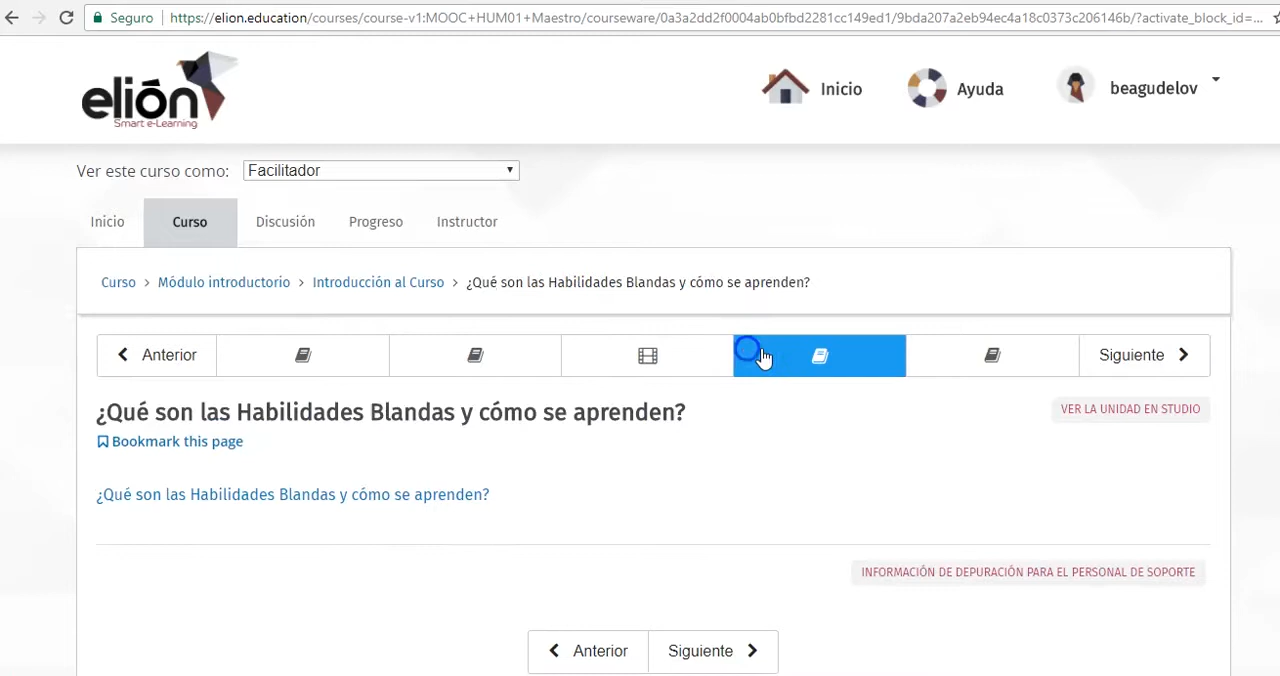 Seguro https://elion.education/courses/course-v1:MOOC+HUM01+Maestro/courseware/0a3a2dd2f0004ab0bfbd2281cc149ed1/9bda207a2eb94ec4a18c0373c206146b/?activate_block_id=...
elión
Smart e-Learning
Inicio
Ayuda
beagudelov
Ver este curso como: Facilitador
Inicio Curso Discusión Progreso Instructor
Curso > Módulo introductorio > Introducción al Curso > ¿Qué son las Habilidades Blandas y cómo se aprenden?
Anterior
Siguiente
¿Qué son las Habilidades Blandas y cómo se aprenden?
VER LA UNIDAD EN STUDIO
Bookmark this page
¿Qué son las Habilidades Blandas y cómo se aprenden?
INFORMACIÓN DE DEPURACIÓN PARA EL PERSONAL DE SOPORTE
Anterior Siguiente